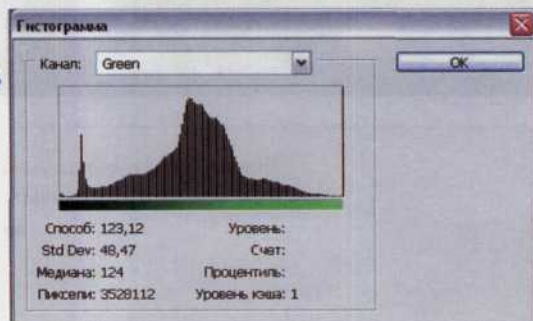 Гистограмма
Канал: Green
OK
Способ: 123,12 Уровень:
Std Dev: 48,47 Счет:
Медиана: 124 Процентиль:
Пиксели: 3528112 Уровень кэша: 1